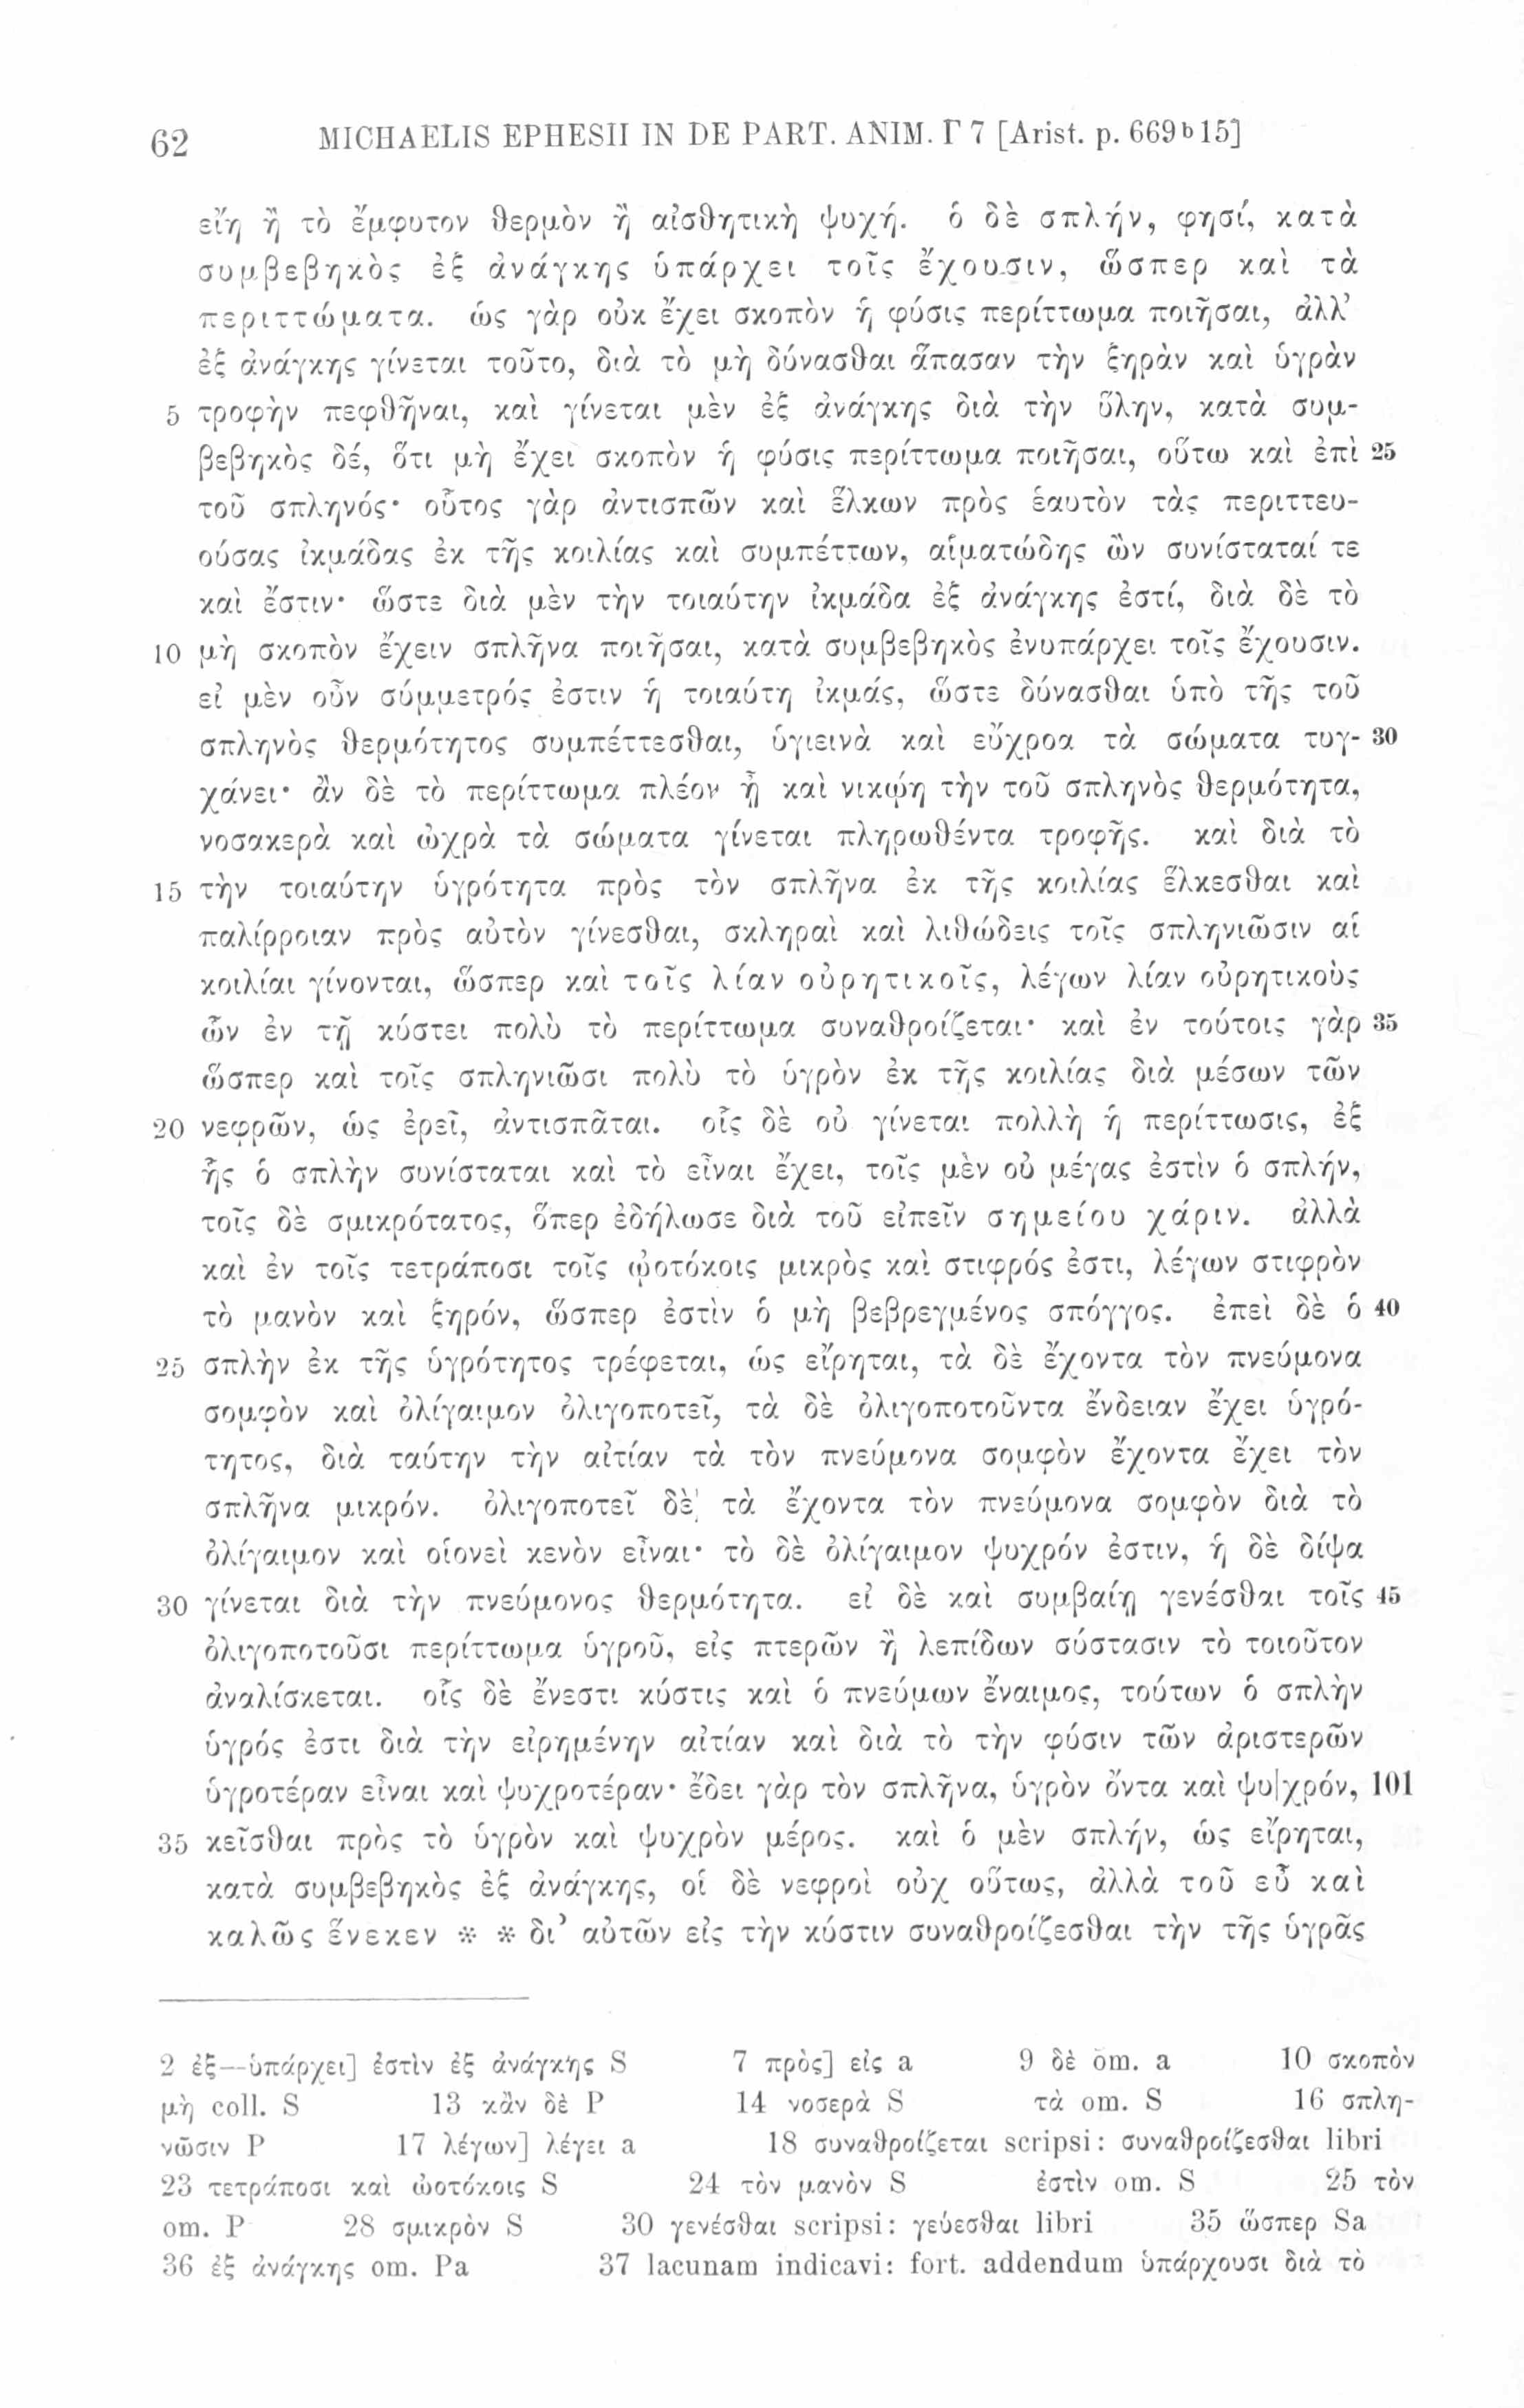 62 MICHAELIS EPHESII IN DE PART. ANIM. Γ 7 [Arist. p. 669b15]
εἴη ἢ τὸ ἔμφυτον θερμὸν ἢ αἰσθητικὴ ψυχή. ὁ δὲ σπλήν, φησί, κατὰ
συμβεβηκὸς ἐξ ἀνάγκης ὑπάρχει τοῖς ἔχουσιν, ὥσπερ καὶ τὰ
περιττώματα. ὡς γὰρ οὐκ ἔχει σκοπὸν ἡ φύσις περίττωμα ποιῆσαι, ἀλλ’
ἐξ ἀνάγκης γίνεται τοῦτο, διὰ τὸ μὴ δύνασθαι ἅπασαν τὴν ξηρὰν καὶ ὑγρὰν
5 τροφὴν πεφθῆναι, καὶ γίνεται μὲν ἐξ ἀνάγκης διὰ τὴν ὕλην, κατὰ συμ-
βεβηκὸς δέ, ὅτι μὴ ἔχει σκοπὸν ἡ φύσις περίττωμα ποιῆσαι, οὕτω καὶ ἐπὶ 25
τοῦ σπληνός· οὗτος γὰρ ἀντισπῶν καὶ ἕλκων πρὸς ἑαυτὸν τὰς περιττευ-
ούσας ἰκμάδας ἐκ τῆς κοιλίας καὶ συμπέττων, αἱματώδης ὢν συνίσταταί τε
καὶ ἔστιν· ὥστε διὰ μὲν τὴν τοιαύτην ἰκμάδα ἐξ ἀνάγκης ἐστί, διὰ δὲ τὸ
10 μὴ σκοπὸν ἔχειν σπλῆνα ποιῆσαι, κατὰ συμβεβηκὸς ἐνυπάρχει τοῖς ἔχουσιν.
εἰ μὲν οὖν σύμμετρός ἐστιν ἡ τοιαύτη ἰκμάς, ὥστε δύνασθαι ὑπὸ τῆς τοῦ
σπληνὸς θερμότητος συμπέττεσθαι, ὑγιεινὰ καὶ εὔχροα τὰ σώματα τυγ- 30
χάνει· ἂν δὲ τὸ περίττωμα πλέον ᾖ καὶ νικῴη τὴν τοῦ σπληνὸς θερμότητα,
νοσακερὰ καὶ ὠχρὰ τὰ σώματα γίνεται πληρωθέντα τροφῆς. καὶ διὰ τὸ
15 τὴν τοιαύτην ὑγρότητα πρὸς τὸν σπλῆνα ἐκ τῆς κοιλίας ἕλκεσθαι καὶ
παλίρροιαν πρὸς αὐτὸν γίνεσθαι, σκληραὶ καὶ λιθώδεις τοῖς σπληνιῶσιν αἱ
κοιλίαι γίνονται, ὥσπερ καὶ τοῖς λίαν οὐρητικοῖς, λέγων λίαν οὐρητικοὺς
ὧν ἐν τῇ κύστει πολὺ τὸ περίττωμα συναθροίζεται· καὶ ἐν τούτοις γὰρ 35
ὥσπερ καὶ τοῖς σπληνιῶσι πολὺ τὸ ὑγρὸν ἐκ τῆς κοιλίας διὰ μέσων τῶν
20 νεφρῶν, ὡς ἐρεῖ, ἀντισπᾶται. οἷς δὲ οὐ γίνεται πολλὴ ἡ περίττωσις, ἐξ
ἧς ὁ σπλὴν συνίσταται καὶ τὸ εἶναι ἔχει, τοῖς μὲν οὐ μέγας ἐστὶν ὁ σπλήν,
τοῖς δὲ σμικρότατος, ὅπερ ἐδήλωσε διὰ τοῦ εἰπεῖν σημείου χάριν. ἀλλὰ
καὶ ἐν τοῖς τετράποσι τοῖς ᾠοτόκοις μικρὸς καὶ στιφρός ἐστι, λέγων στιφρὸν
τὸ μανὸν καὶ ξηρόν, ὥσπερ ἐστὶν ὁ μὴ βεβρεγμένος σπόγγος. ἐπεὶ δὲ ὁ 40
25 σπλὴν ἐκ τῆς ὑγρότητος τρέφεται, ὡς εἴρηται, τὰ δὲ ἔχοντα τὸν πνεύμονα
σομφὸν καὶ ὀλίγαιμον ὀλιγοποτεῖ, τὰ δὲ ὀλιγοποτοῦντα ἔνδειαν ἔχει ὑγρό-
τητος, διὰ ταύτην τὴν αἰτίαν τὰ τὸν πνεύμονα σομφὸν ἔχοντα ἔχει τὸν
σπλῆνα μικρόν. ὀλιγοποτεῖ δὲ τὰ ἔχοντα τὸν πνεύμονα σομφὸν διὰ τὸ
ὀλίγαιμον καὶ οἱονεὶ κενὸν εἶναι· τὸ δὲ ὀλίγαιμον ψυχρόν ἐστιν, ἡ δὲ δίψα
30 γίνεται διὰ τὴν πνεύμονος θερμότητα. εἰ δὲ καὶ συμβαίῃ γενέσθαι τοῖς 45
ὀλιγοποτοῦσι περίττωμα ὑγροῦ, εἰς πτερῶν ἢ λεπίδων σύστασιν τὸ τοιοῦτον
ἀναλίσκεται. οἷς δὲ ἔνεστι κύστις καὶ ὁ πνεύμων ἔναιμος, τούτων ὁ σπλὴν
ὑγρός ἐστι διὰ τὴν εἰρημένην αἰτίαν καὶ διὰ τὸ τὴν φύσιν τῶν ἀριστερῶν
ὑγροτέραν εἶναι καὶ ψυχροτέραν· ἔδει γὰρ τὸν σπλῆνα, ὑγρὸν ὄντα καὶ ψυ|χρόν, 101
35 κεῖσθαι πρὸς τὸ ὑγρὸν καὶ ψυχρὸν μέρος. καὶ ὁ μὲν σπλήν, ὡς εἴρηται,
κατὰ συμβεβηκὸς ἐξ ἀνάγκης, οἱ δὲ νεφροὶ οὐχ οὕτως, ἀλλὰ τοῦ εὖ καὶ
καλῶς ἕνεκεν * * δι’ αὐτῶν εἰς τὴν κύστιν συναθροίζεσθαι τὴν τῆς ὑγρᾶς
2 ἐξ—ὑπάρχει] ἐστὶν ἐξ ἀνάγκης S 7 πρὸς] εἰς a 9 δὲ om. a 10 σκοπὸν
μὴ coll. S 13 κἂν δὲ P 14 νοσερὰ S τὰ om. S 16 σπλη-
νῶσιν P 17 λέγων] λέγει a 18 συναθροίζεται scripsi: συναθροίζεσθαι libri
23 τετράποσι καὶ ὠοτόκοις S 24 τὸν μανὸν S ἐστὶν om. S 25 τὸν
om. P 28 σμικρὸν S 30 γενέσθαι scripsi: γεύεσθαι libri 35 ὥσπερ Sa
36 ἐξ ἀνάγκης om. Pa 37 lacunam indicavi: fort. addendum ὑπάρχουσι διὰ τὸ